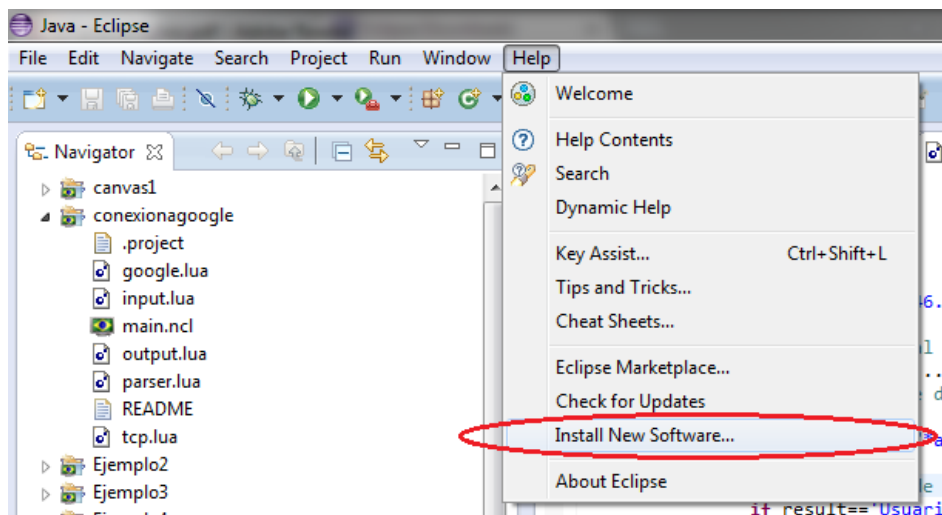 Java - Eclipse
File Edit Navigate Search Project Run Window Help
Navigator
canvas1
conexionagoogle
.project
google.lua
input.lua
main.ncl
output.lua
parser.lua
README
tcp.lua
Ejemplo2
Ejemplo3
Welcome
Help Contents
Search
Dynamic Help
Key Assist... Ctrl+Shift+L
Tips and Tricks...
Cheat Sheets...
Eclipse Marketplace...
Check for Updates
Install New Software...
About Eclipse
if result=='Usuari